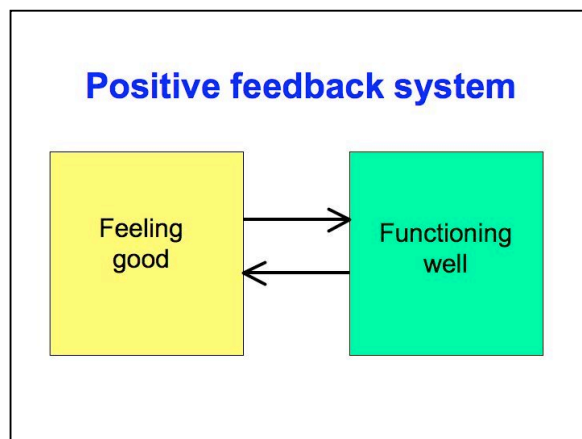 Positive feedback system
Feeling
good
Functioning
well